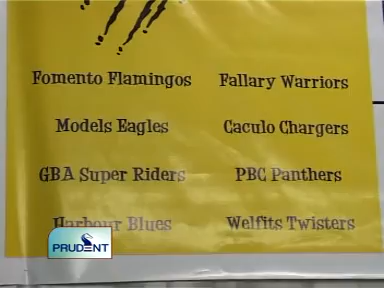 Fomento Flamingos Fallary Warriors
Models Eagles Caculo Chargers
GBA Super Riders PBC Panthers
Harbour Blues Welfits Twisters
PRUDENT